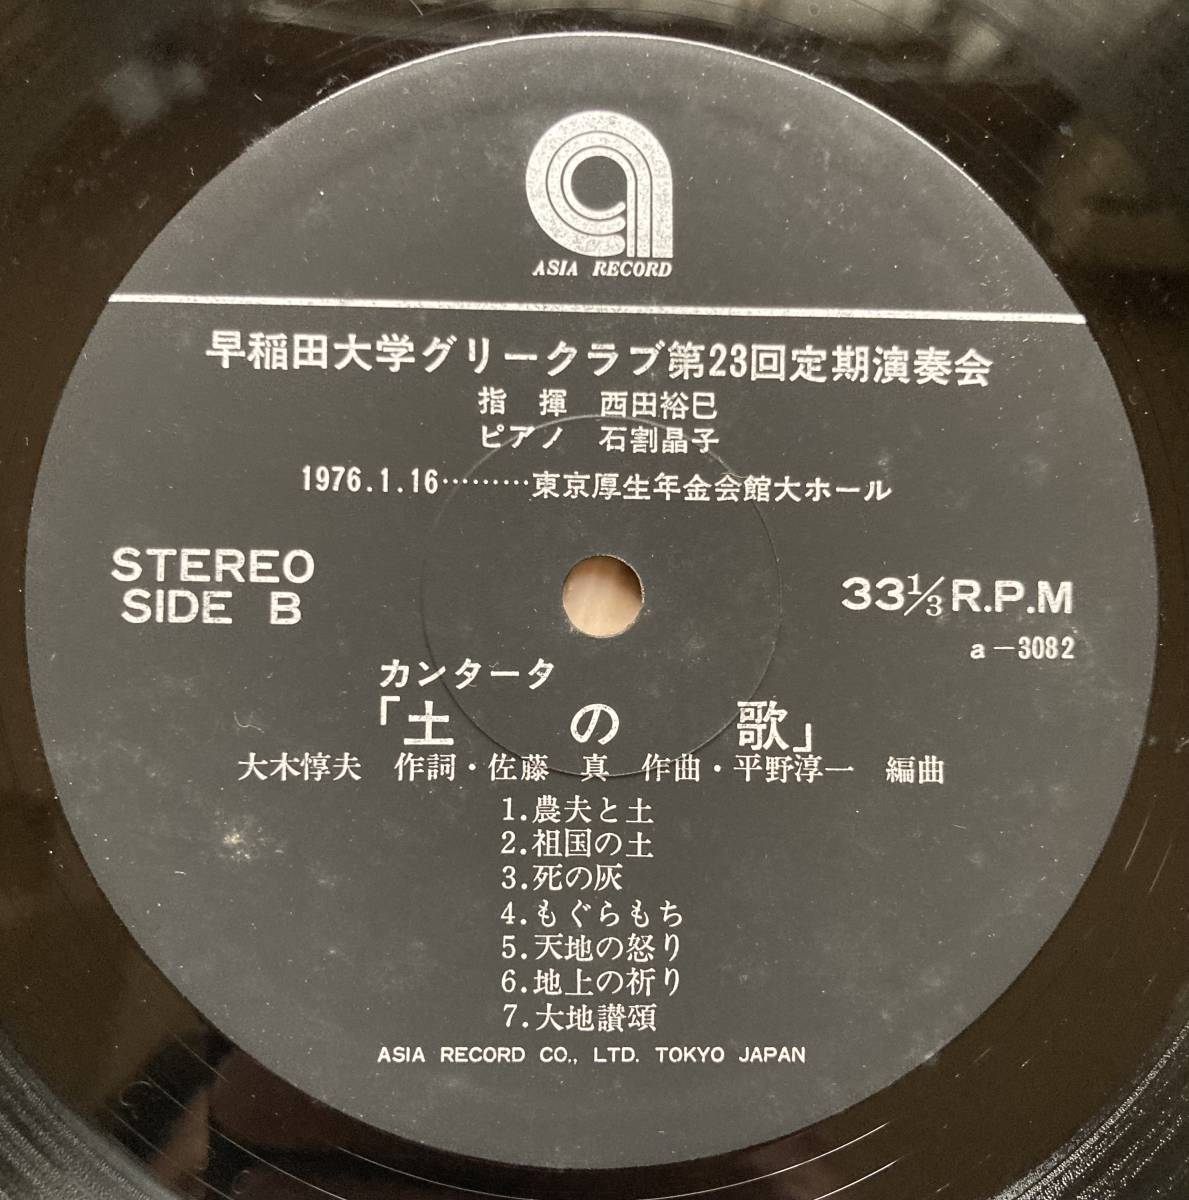 ASIA RECORD
早稲田大学グリークラブ第23回定期演奏会
指揮 西田裕巳
ピアノ 石割晶子
1976.1.16………東京厚生年金会館大ホール
STEREO
SIDE B
33⅓ R.P.M
a-3082
カンタータ
「土の歌」
大木惇夫 作詞・佐藤 真 作曲・平野淳一 編曲
1.農夫と土
2.祖国の土
3.死の灰
4.もぐらもち
5.天地の怒り
6.地上の祈り
7.大地讃頌
ASIA RECORD CO., LTD. TOKYO JAPAN